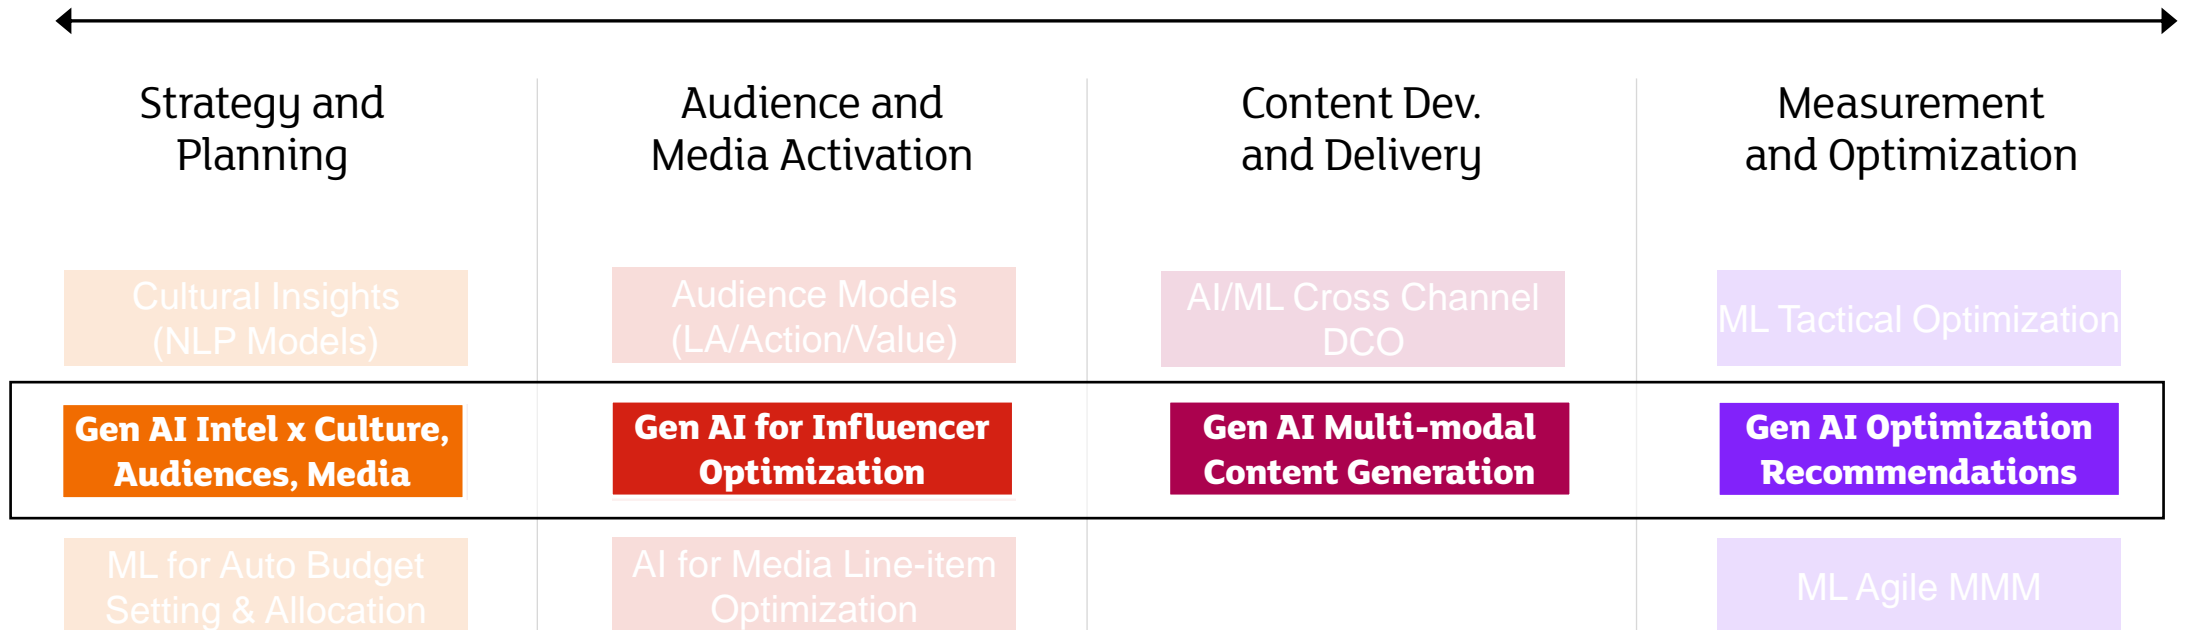 Strategy and
Planning
Audience and
Media Activation
Content Dev.
and Delivery
Measurement
and Optimization
Cultural Insights
(NLP Models)
Audience Models
(LA/Action/Value)
AI/ML Cross Channel
DCO
ML Tactical Optimization
Gen AI Intel x Culture,
Audiences, Media
Gen AI for Influencer
Optimization
Gen AI Multi-modal
Content Generation
Gen AI Optimization
Recommendations
ML for Auto Budget
Setting & Allocation
AI for Media Line-item
Optimization
ML Agile MMM